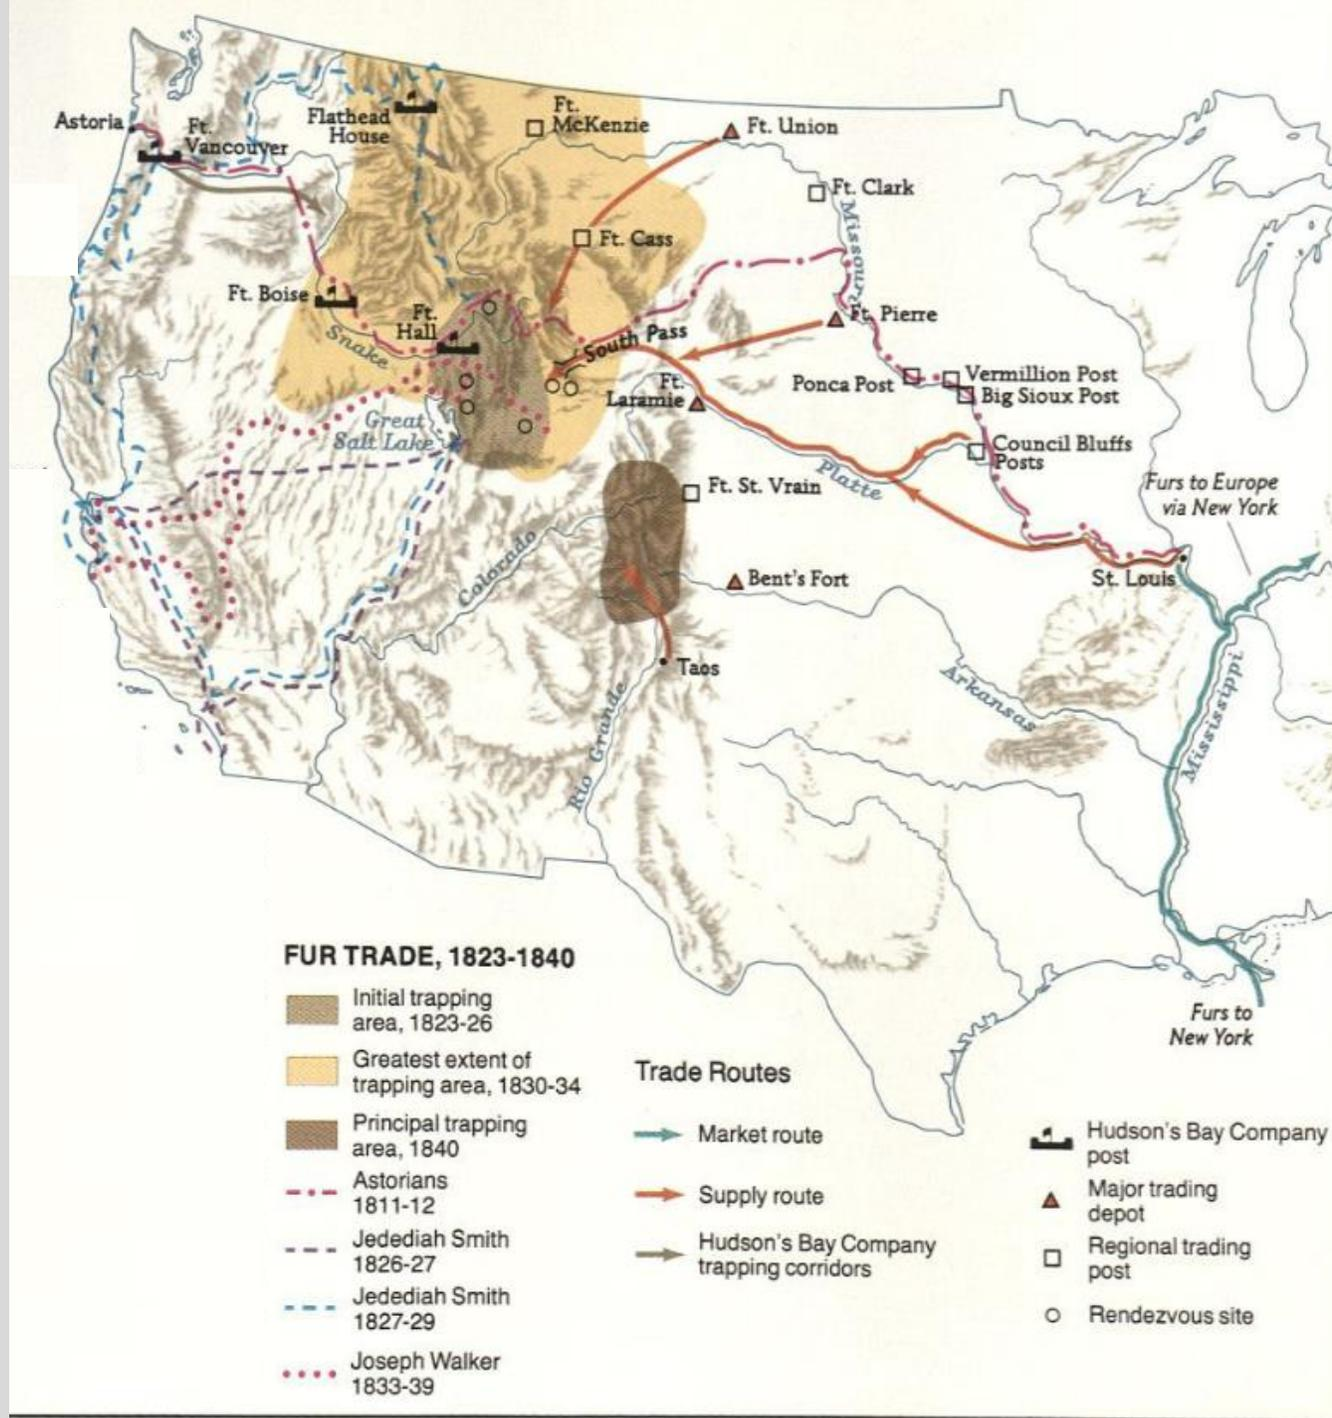 Astoria
Ft.
Vancouver
Flathead
House
Ft.
McKenzie
Ft. Union
Ft. Clark
Missouri
Ft. Cass
Ft. Boise
Ft.
Hall
Snake
South Pass
Ft. Pierre
Ponca Post
Vermillion Post
Big Sioux Post
Ft.
Laramie
Great
Salt Lake
Council Bluffs
Posts
Platte
Ft. St. Vrain
Furs to Europe
via New York
Colorado
Bent's Fort
St. Louis
Taos
Arkansas
Mississippi
Rio Grande
Furs to
New York
FUR TRADE, 1823-1840
Initial trapping
area, 1823-26
Greatest extent of
trapping area, 1830-34
Principal trapping
area, 1840
Astorians
1811-12
Jedediah Smith
1826-27
Jedediah Smith
1827-29
Joseph Walker
1833-39
Trade Routes
Market route
Supply route
Hudson's Bay Company
trapping corridors
Hudson's Bay Company
post
Major trading
depot
Regional trading
post
Rendezvous site